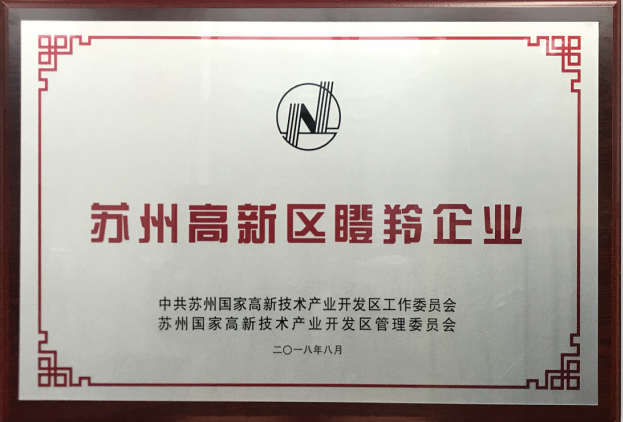 苏州高新区瞪羚企业
中共苏州国家高新技术产业开发区工作委员会
苏州国家高新技术产业开发区管理委员会
二〇一八年八月